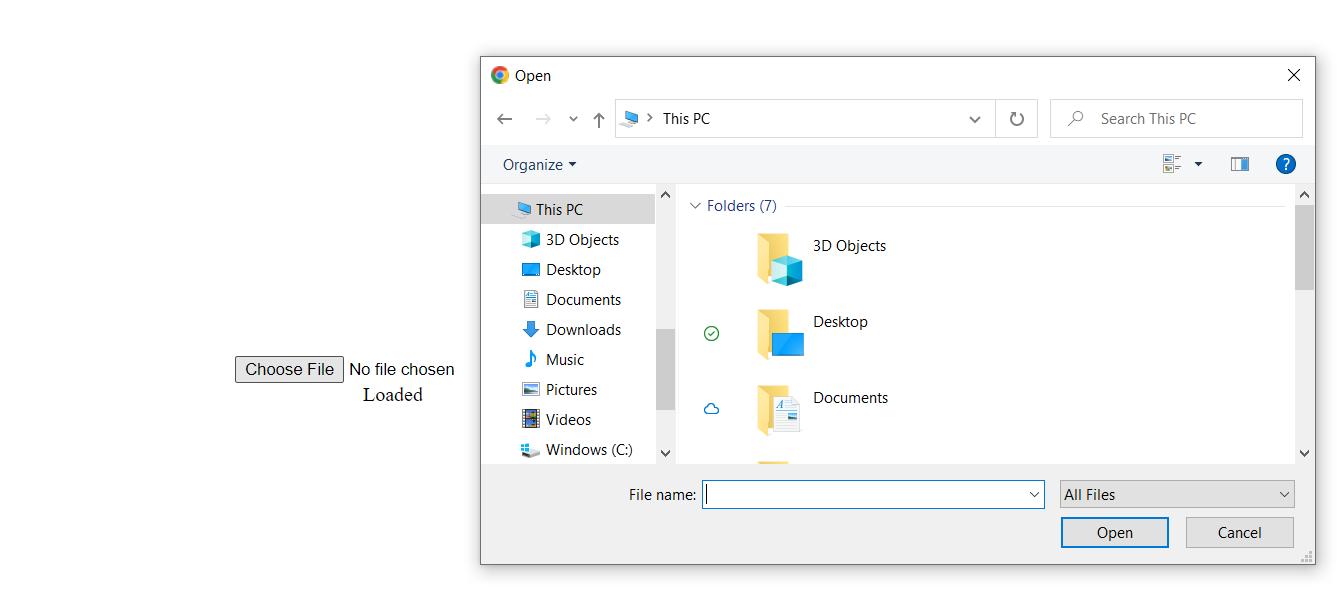 Open
This PC
Search This PC
Organize
?
This PC
3D Objects
Desktop
Documents
Downloads
Music
Pictures
Videos
Windows (C:)
Folders (7)
3D Objects
Desktop
Documents
Choose File No file chosen
Loaded
File name:
All Files
Open Cancel